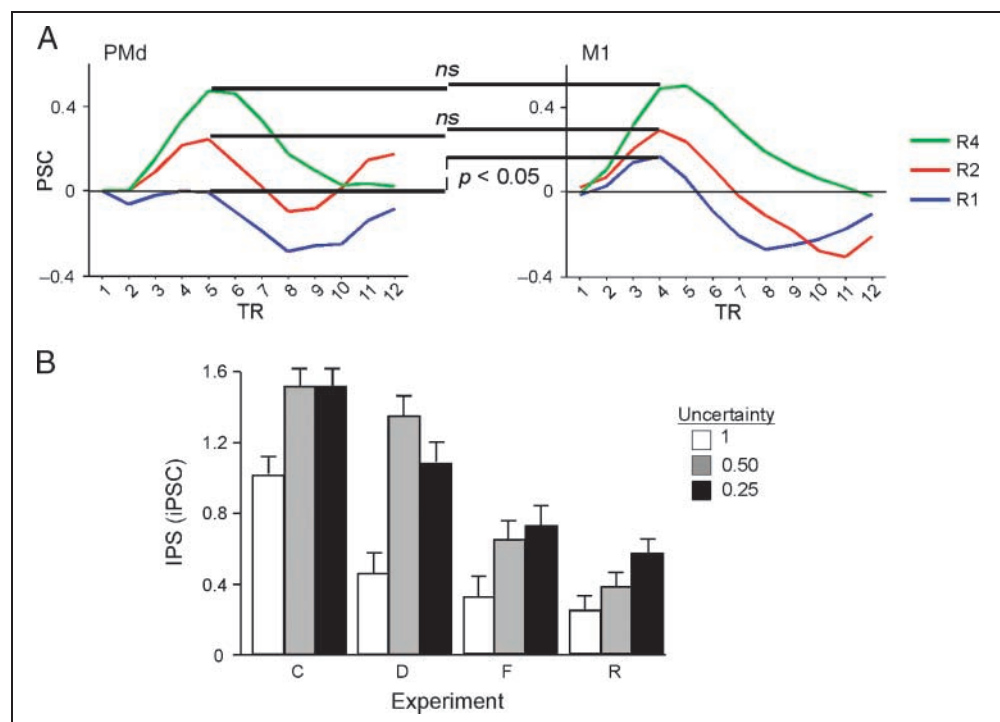 A
PMd
M1
ns
ns
p < 0.05
PSC
0.4
0
–0.4
1 2 3 4 5 6 7 8 9 10 11 12
TR
0.4
0
–0.4
1 2 3 4 5 6 7 8 9 10 11 12
TR
R4
R2
R1
B
IPS (iPSC)
1.6
1.2
0.8
0.4
0
C D F R
Experiment
Uncertainty
1
0.50
0.25